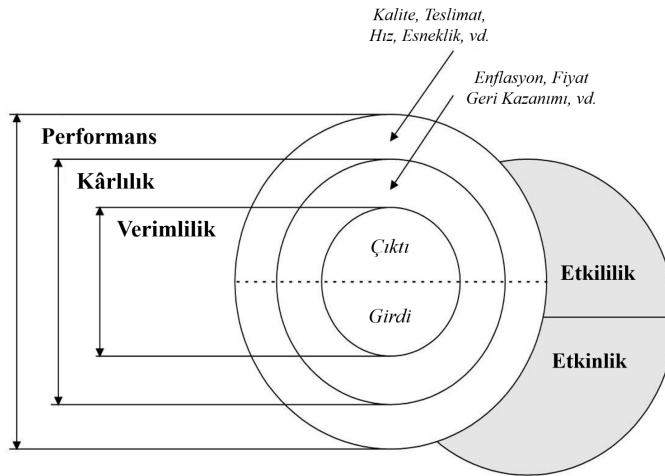 Kalite, Teslimat,
Hız, Esneklik, vd.
Enflasyon, Fiyat
Geri Kazanımı, vd.
Performans
Kârlılık
Verimlilik
Çıktı
Girdi
Etkililik
Etkinlik